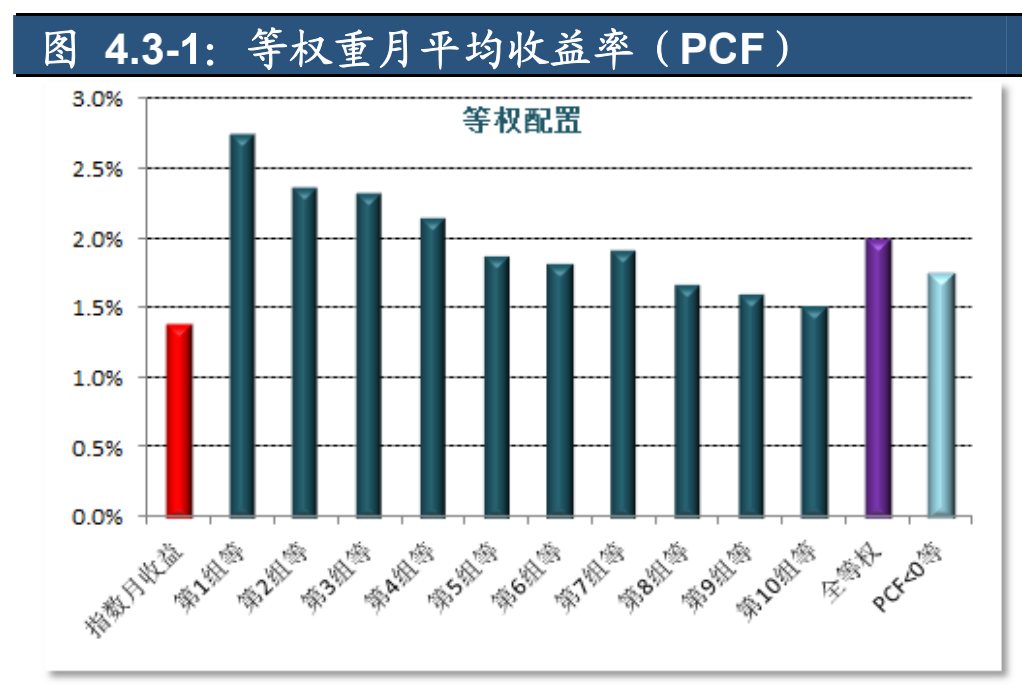 图 4.3-1：等权重月平均收益率（PCF）
等权配置
3.0%
2.5%
2.0%
1.5%
1.0%
0.5%
0.0%
指数月收益
第1组等
第2组等
第3组等
第4组等
第5组等
第6组等
第7组等
第8组等
第9组等
第10组等
全等权
PCF<0等